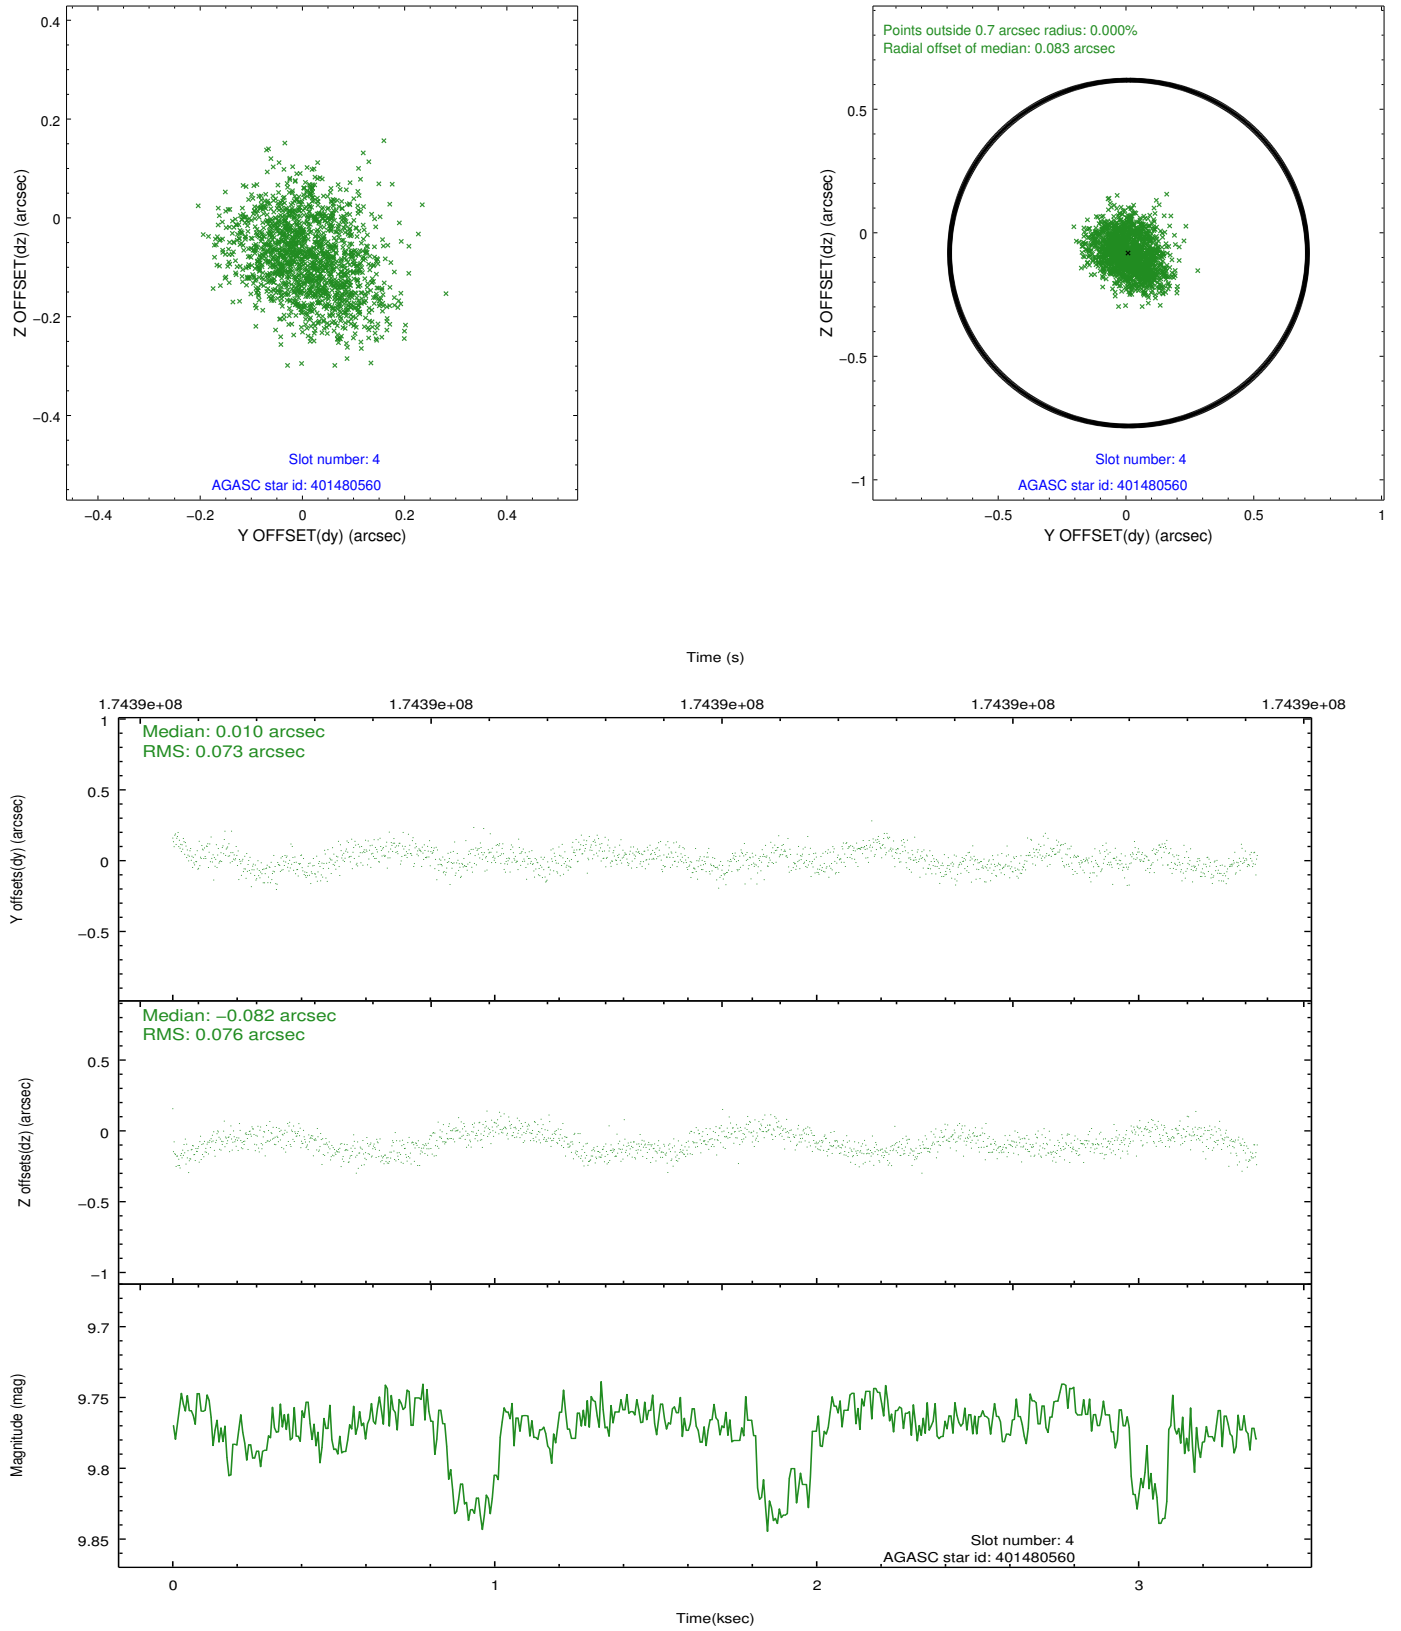 0.4
0.2
0
−0.2
−0.4
Z OFFSET(dz) (arcsec)
Slot number: 4
AGASC star id: 401480560
−0.4 −0.2 0 0.2 0.4
Y OFFSET(dy) (arcsec)
Points outside 0.7 arcsec radius: 0.000%
Radial offset of median: 0.083 arcsec
0.5
0
−0.5
−1
Z OFFSET(dz) (arcsec)
Slot number: 4
AGASC star id: 401480560
−0.5 0 0.5 1
Y OFFSET(dy) (arcsec)
Time (s)
1.7439e+08 1.7439e+08 1.7439e+08 1.7439e+08 1.7439e+08
Median: 0.010 arcsec
RMS: 0.073 arcsec
1
0.5
0
−0.5
Y offsets(dy) (arcsec)
Median: −0.082 arcsec
RMS: 0.076 arcsec
0.5
0
−0.5
−1
Z offsets(dz) (arcsec)
9.7
9.75
9.8
9.85
Magnitude (mag)
Slot number: 4
AGASC star id: 401480560
0 1 2 3
Time(ksec)